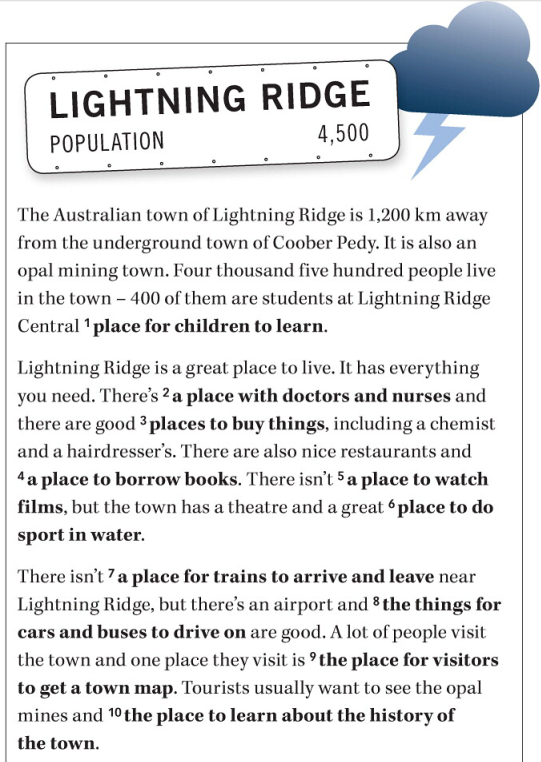 LIGHTNING RIDGE
POPULATION 4,500
The Australian town of Lightning Ridge is 1,200 km away
from the underground town of Coober Pedy. It is also an
opal mining town. Four thousand five hundred people live
in the town – 400 of them are students at Lightning Ridge
Central 1 place for children to learn.
Lightning Ridge is a great place to live. It has everything
you need. There's 2 a place with doctors and nurses and
there are good 3 places to buy things, including a chemist
and a hairdresser's. There are also nice restaurants and
4 a place to borrow books. There isn't 5 a place to watch
films, but the town has a theatre and a great 6 place to do
sport in water.
There isn't 7 a place for trains to arrive and leave near
Lightning Ridge, but there's an airport and 8 the things for
cars and buses to drive on are good. A lot of people visit
the town and one place they visit is 9 the place for visitors
to get a town map. Tourists usually want to see the opal
mines and 10 the place to learn about the history of
the town.